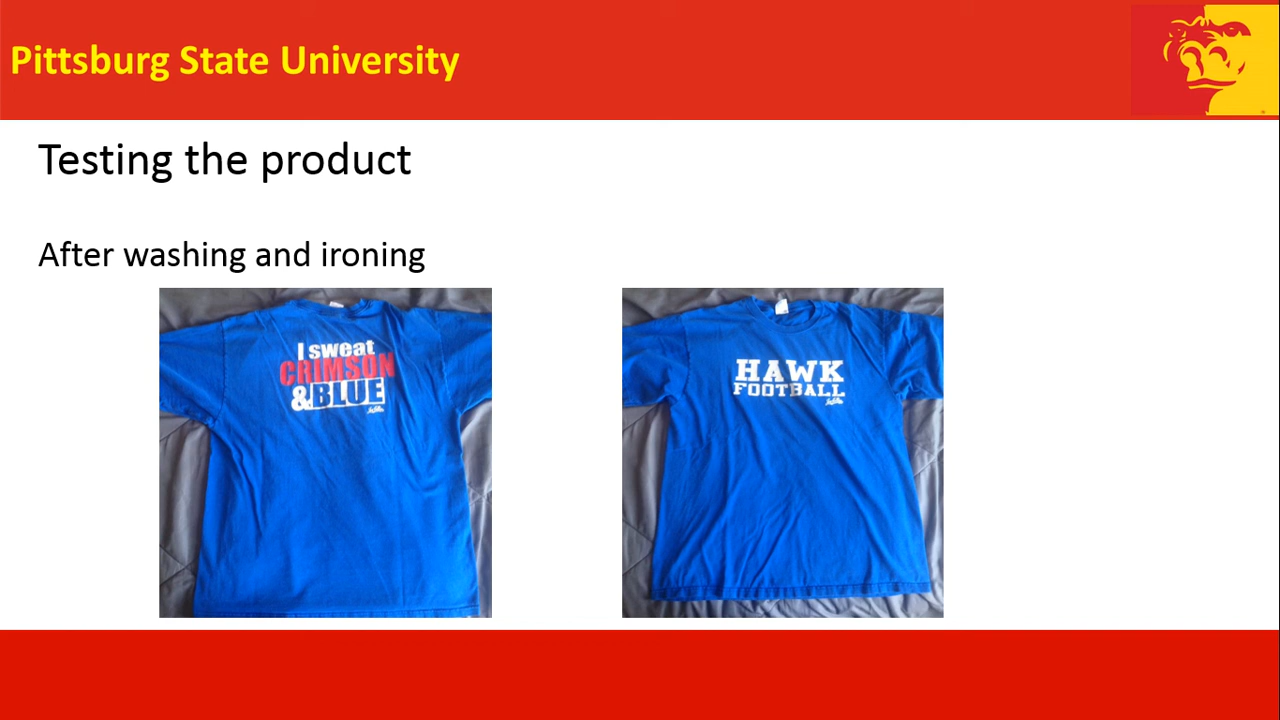 Pittsburg State University
Testing the product
After washing and ironing
I sweat
CRIMSON
&BLUE
HAWK
FOOTBALL